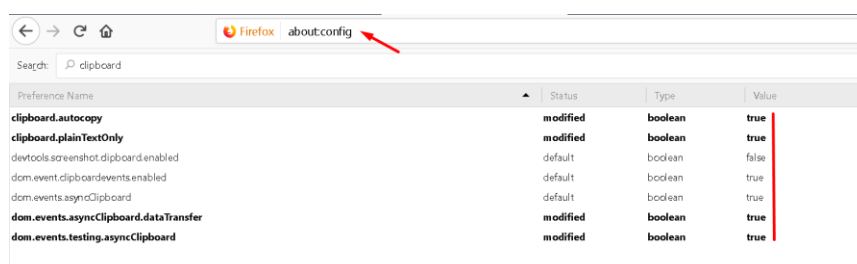 Firefox about:config
Search: clipboard
Preference Name Status Type Value
clipboard.autocopy modified boolean true
clipboard.plainTextOnly modified boolean true
devtools.screenshot.clipboard.enabled default boolean false
dom.event.clipboardevents.enabled default boolean true
dom.events.asyncClipboard default boolean true
dom.events.asyncClipboard.dataTransfer modified boolean true
dom.events.testing.asyncClipboard modified boolean true